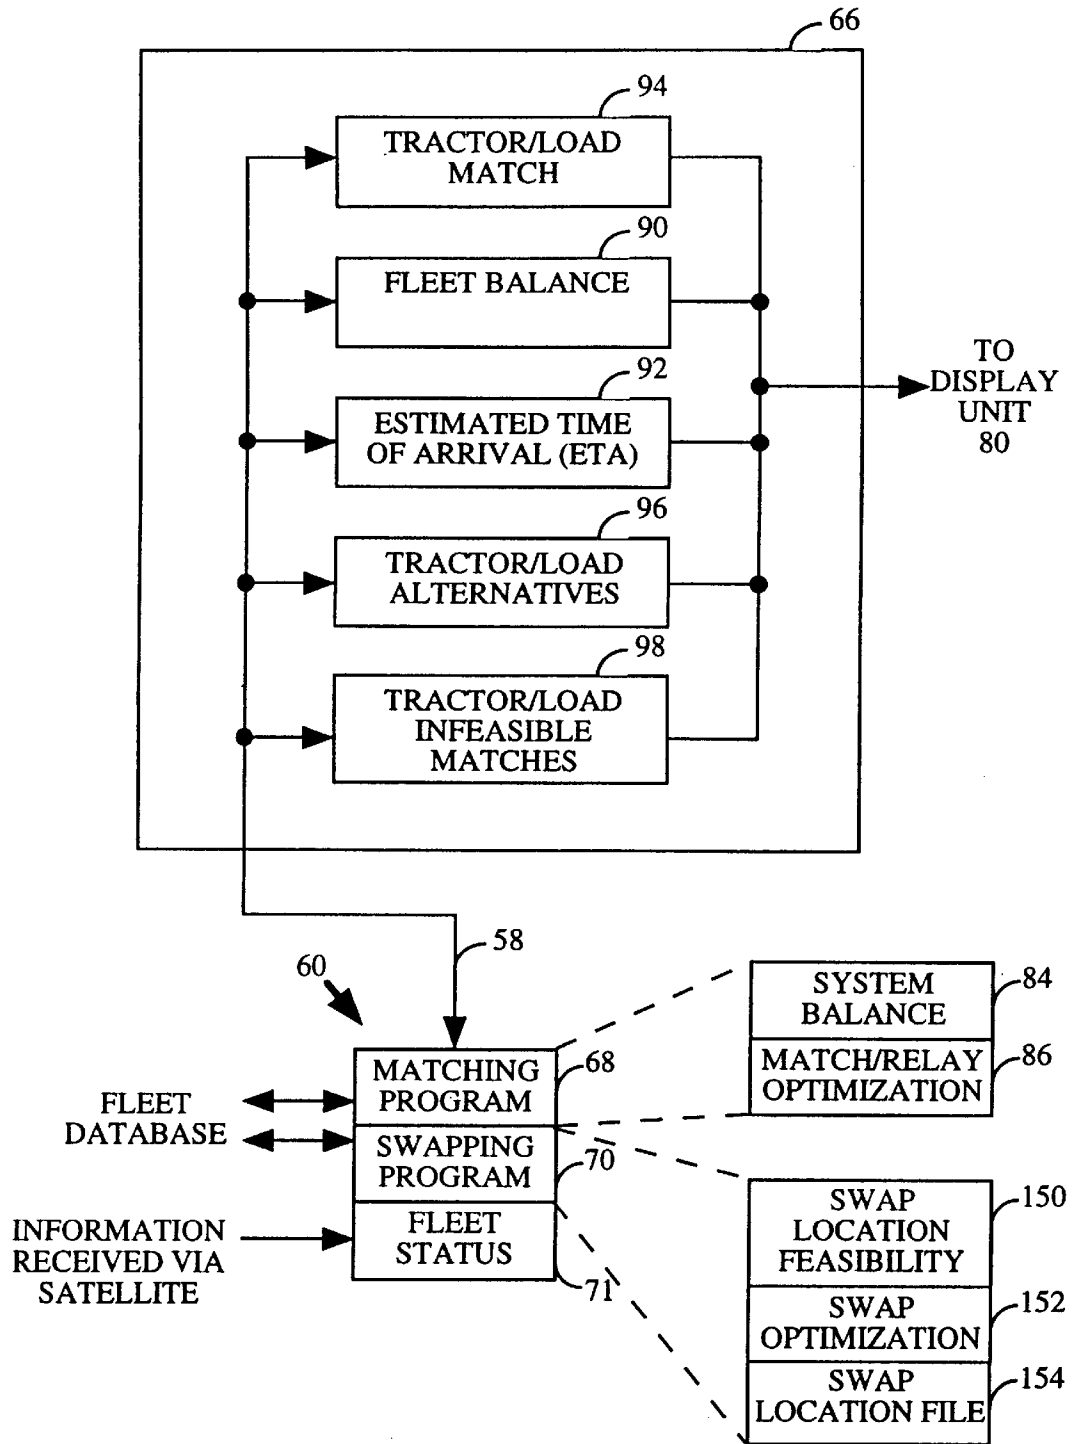 66
94
TRACTOR/LOAD
MATCH
90
FLEET BALANCE
92
ESTIMATED TIME
OF ARRIVAL (ETA)
96
TRACTOR/LOAD
ALTERNATIVES
98
TRACTOR/LOAD
INFEASIBLE
MATCHES
TO
DISPLAY
UNIT
80
58
60
MATCHING
PROGRAM
68
SWAPPING
PROGRAM
70
FLEET
STATUS
71
FLEET
DATABASE
INFORMATION
RECEIVED VIA
SATELLITE
SYSTEM
BALANCE
84
MATCH/RELAY
OPTIMIZATION
86
SWAP
LOCATION
FEASIBILITY
150
SWAP
OPTIMIZATION
152
SWAP
LOCATION FILE
154